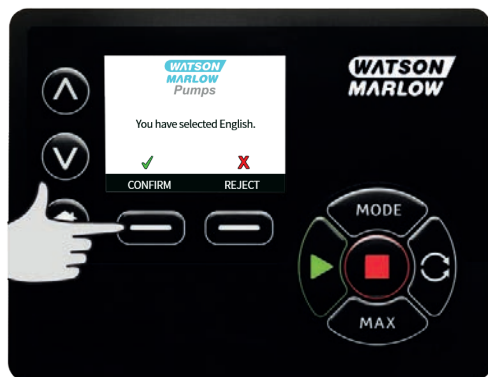 WATSON
MARLOW
Pumps
You have selected English.
CONFIRM
REJECT
WATSON
MARLOW
MODE
MAX